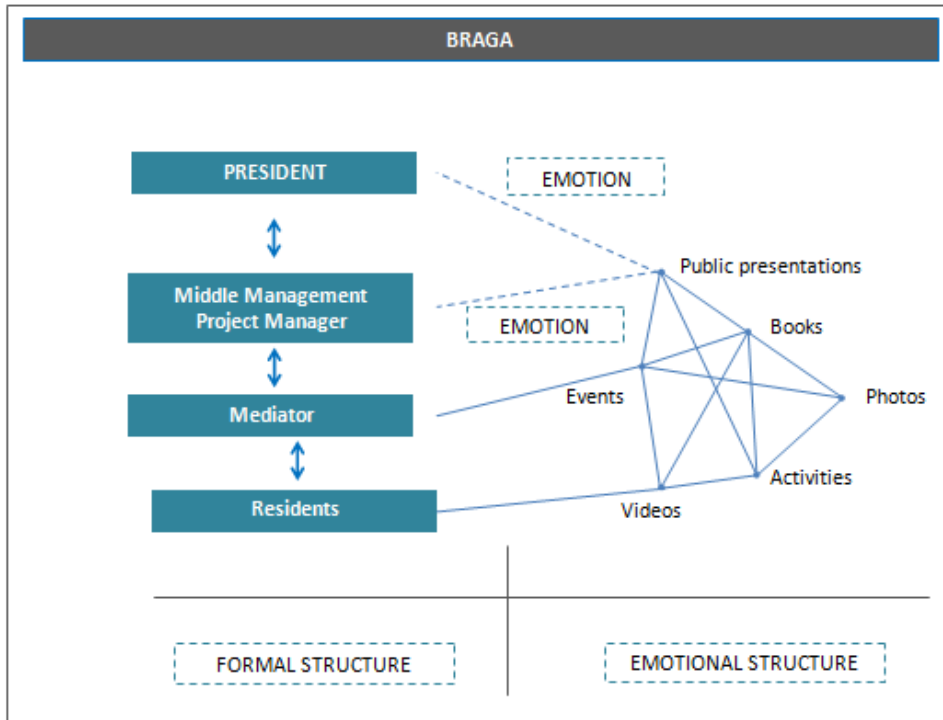 BRAGA
PRESIDENT
EMOTION
Public presentations
Middle Management
Project Manager
EMOTION
Books
Events
Photos
Mediator
Activities
Residents
Videos
FORMAL STRUCTURE
EMOTIONAL STRUCTURE